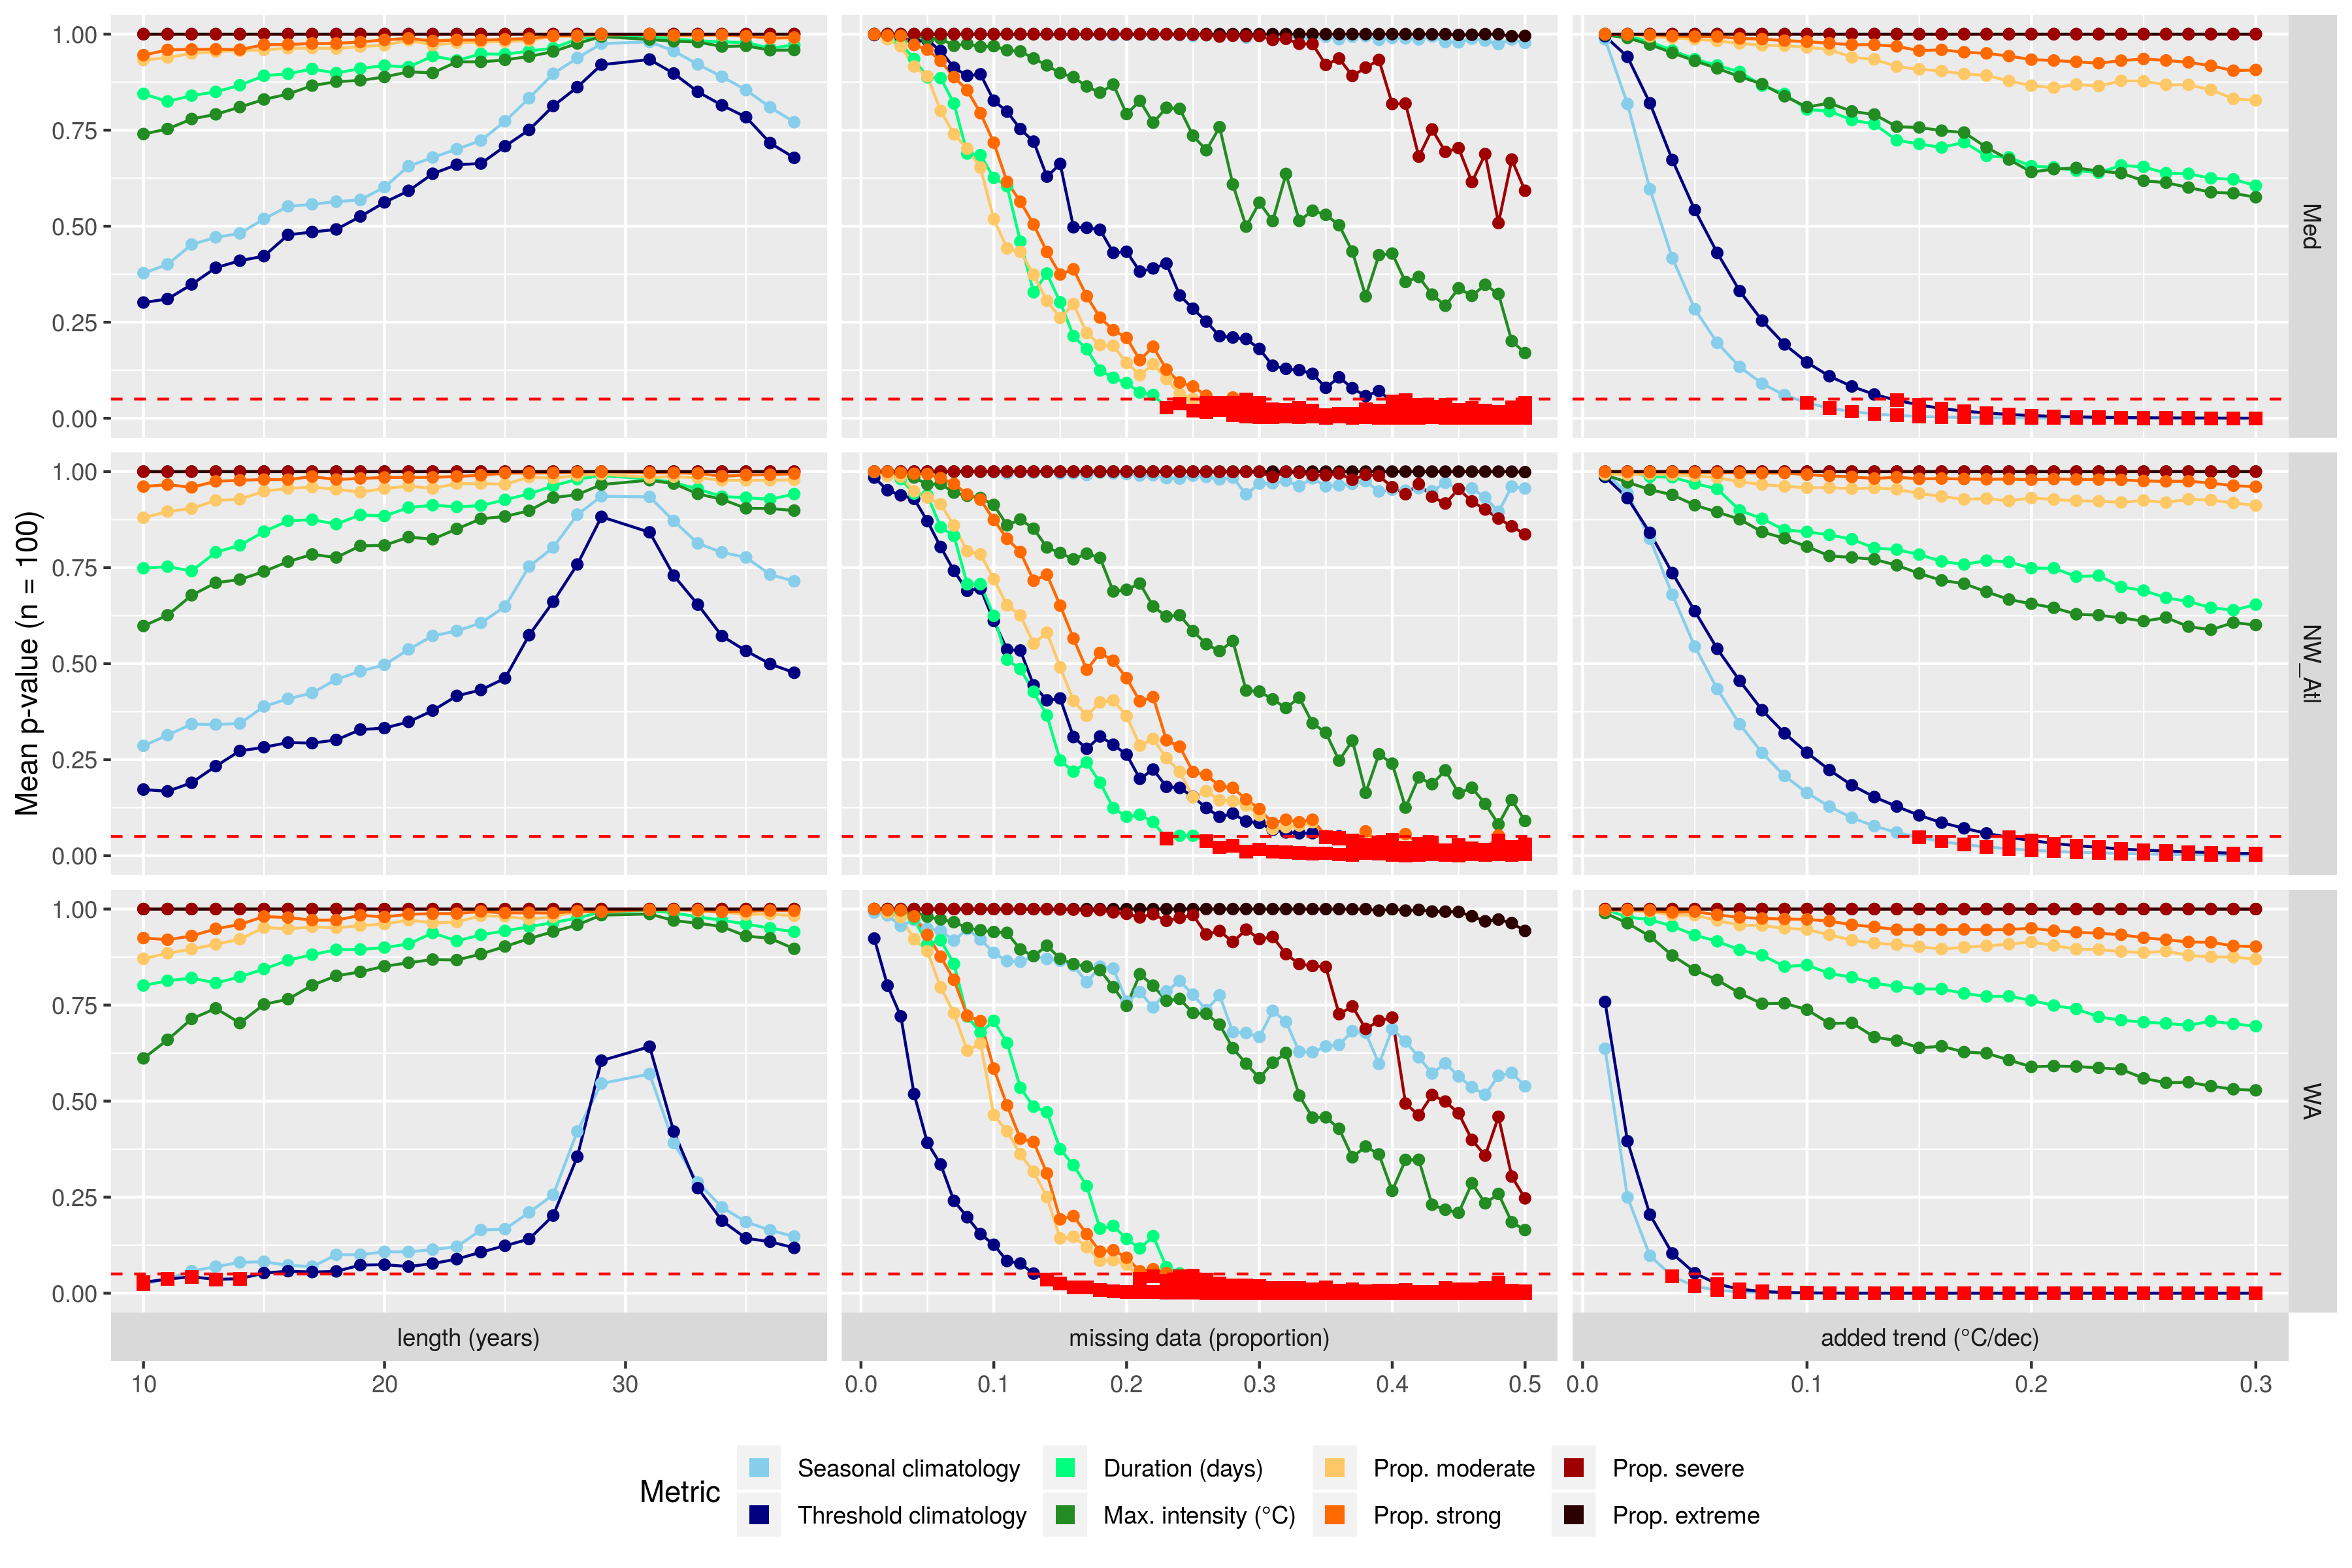 Mean p-value (n = 100)
1.00
0.75
0.50
0.25
0.00
Med
1.00
0.75
0.50
0.25
0.00
NW_Atl
1.00
0.75
0.50
0.25
0.00
WA
length (years) missing data (proportion) added trend (°C/dec)
10 20 30 0.0 0.1 0.2 0.3 0.4 0.5 0.0 0.1 0.2 0.3
Metric
Seasonal climatology Duration (days) Prop. moderate Prop. severe
Threshold climatology Max. intensity (°C) Prop. strong Prop. extreme